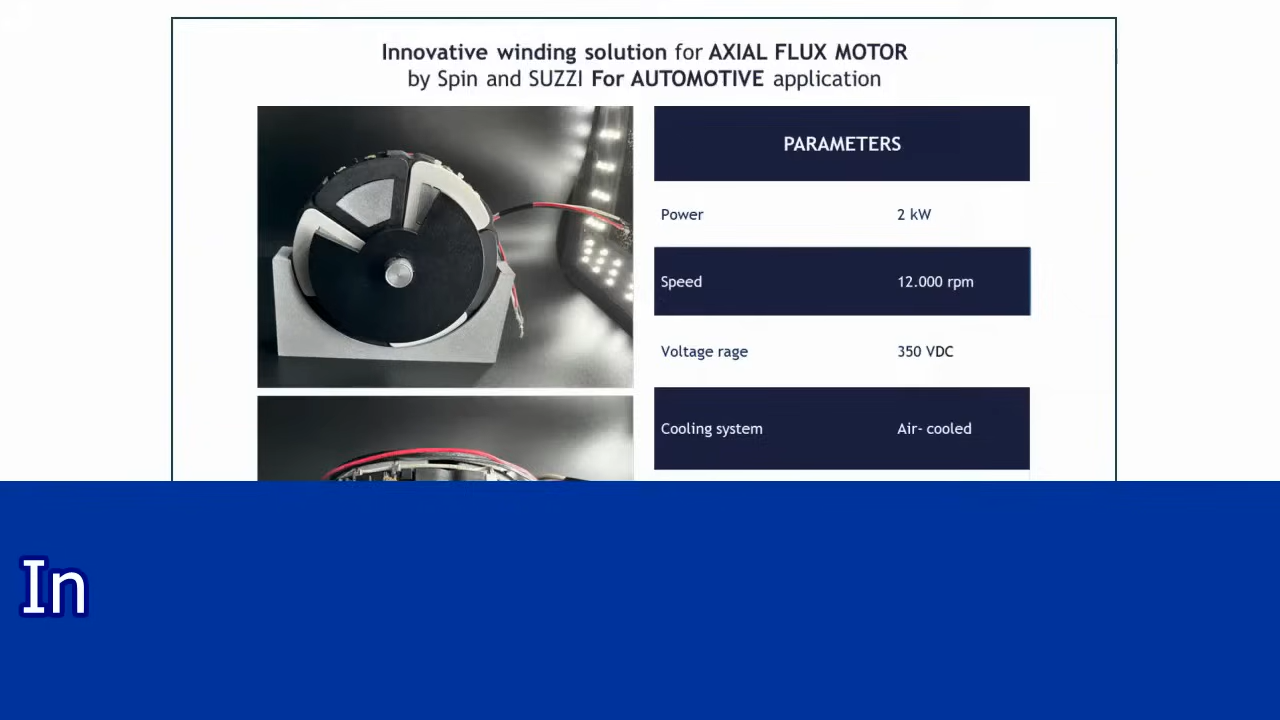 Innovative winding solution for AXIAL FLUX MOTOR
by Spin and SUZZI For AUTOMOTIVE application
PARAMETERS
Power 2 kW
Speed 12.000 rpm
Voltage rage 350 VDC
Cooling system Air- cooled
In